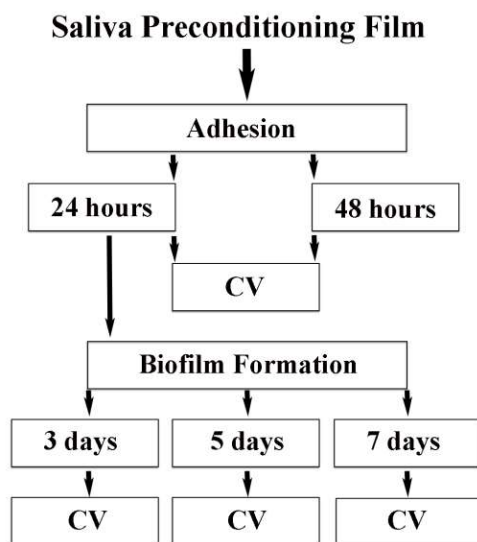 Saliva Preconditioning Film
Adhesion
24 hours
48 hours
CV
Biofilm Formation
3 days
5 days
7 days
CV
CV
CV